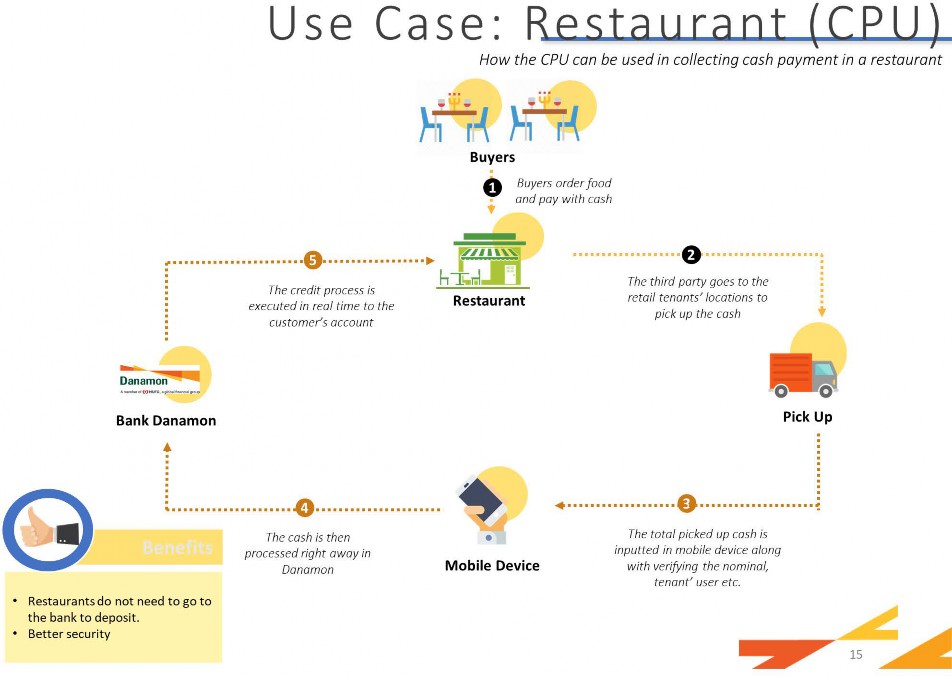 Use Case: Restaurant (CPU)
How the CPU can be used in collecting cash payment in a restaurant
Buyers
1
Buyers order food
and pay with cash
5
2
The credit process is
executed in real time to the
customer's account
Restaurant
The third party goes to the
retail tenants' locations to
pick up the cash
Danamon
A member of MUFG, a global financial group
Bank Danamon
Pick Up
4
3
The cash is then
processed right away in
Danamon
Mobile Device
The total picked up cash is
inputted in mobile device along
with verifying the nominal,
tenant' user etc.
Benefits
• Restaurants do not need to go to
the bank to deposit.
• Better security
15